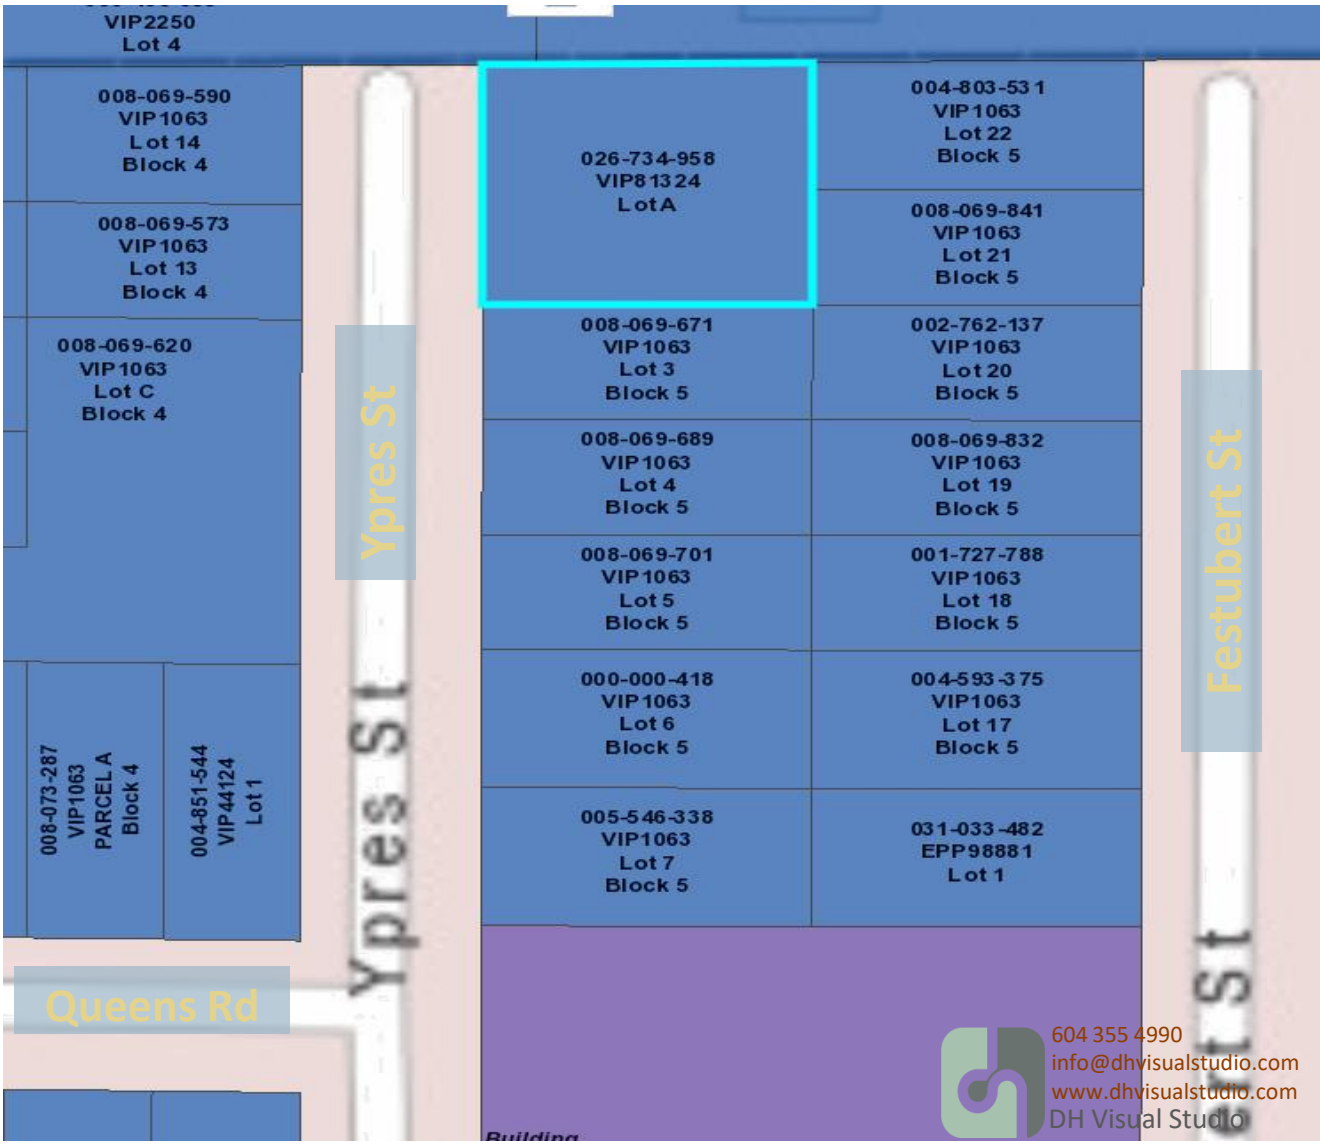 VIP2250
Lot 4
008-069-590
VIP1063
Lot 14
Block 4
026-734-958
VIP81324
Lot A
004-803-531
VIP1063
Lot 22
Block 5
008-069-573
VIP1063
Lot 13
Block 4
008-069-841
VIP1063
Lot 21
Block 5
008-069-620
VIP1063
Lot C
Block 4
008-069-671
VIP1063
Lot 3
Block 5
002-762-137
VIP1063
Lot 20
Block 5
Ypres St
008-069-689
VIP1063
Lot 4
Block 5
008-069-832
VIP1063
Lot 19
Block 5
Festubert St
008-069-701
VIP1063
Lot 5
Block 5
001-727-788
VIP1063
Lot 18
Block 5
000-000-418
VIP1063
Lot 6
Block 5
004-593-375
VIP1063
Lot 17
Block 5
008-073-287
VIP1063
PARCEL A
Block 4
004-851-544
VIP44124
Lot 1
Ypres St
005-546-338
VIP1063
Lot 7
Block 5
031-033-482
EPP98881
Lot 1
Queens Rd
ert St
604 355 4990
info@dhvisualstudio.com
www.dhvisualstudio.com
DH Visual Studio
Building